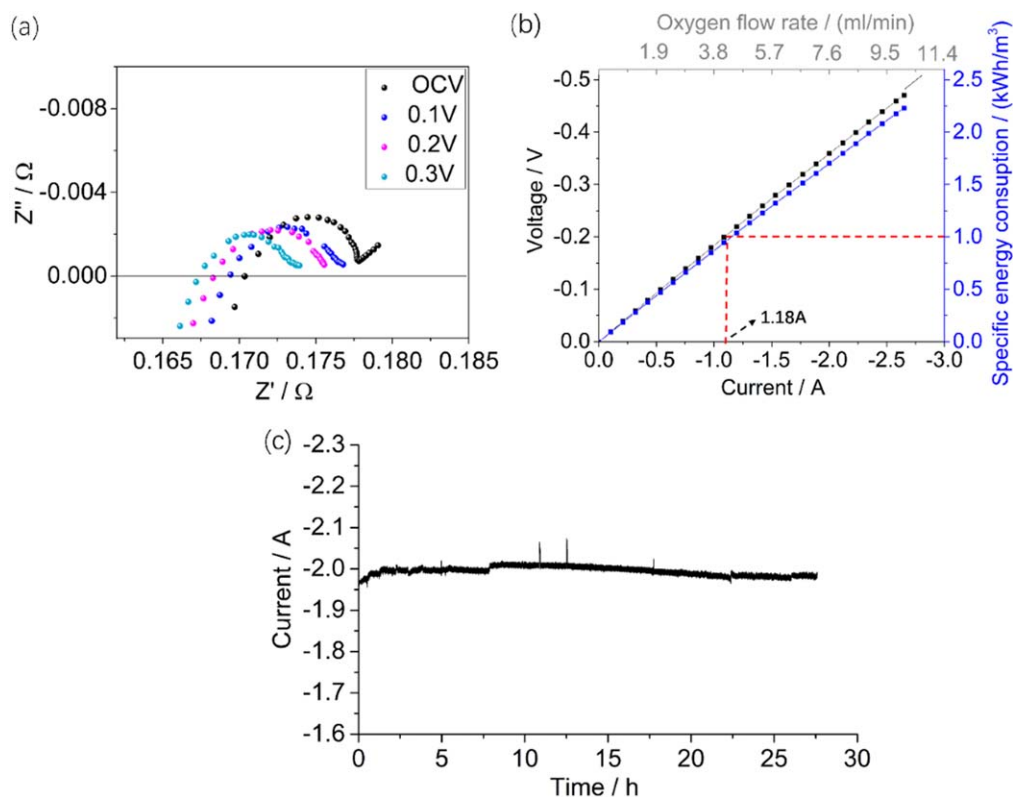 (a)
-0.008
-0.004
0.000
Z" / Ω
0.165 0.170 0.175 0.180 0.185
Z' / Ω
OCV
0.1V
0.2V
0.3V
(b)
Oxygen flow rate / (ml/min)
1.9 3.8 5.7 7.6 9.5 11.4
-0.5
-0.4
-0.3
-0.2
-0.1
0.0
Voltage / V
2.5
2.0
1.5
1.0
0.5
0.0
Specific energy consuption / (kWh/m³)
1.18A
0.0 -0.5 -1.0 -1.5 -2.0 -2.5 -3.0
Current / A
(c)
-2.3
-2.2
-2.1
-2.0
-1.9
-1.8
-1.7
-1.6
Current / A
0 5 10 15 20 25 30
Time / h